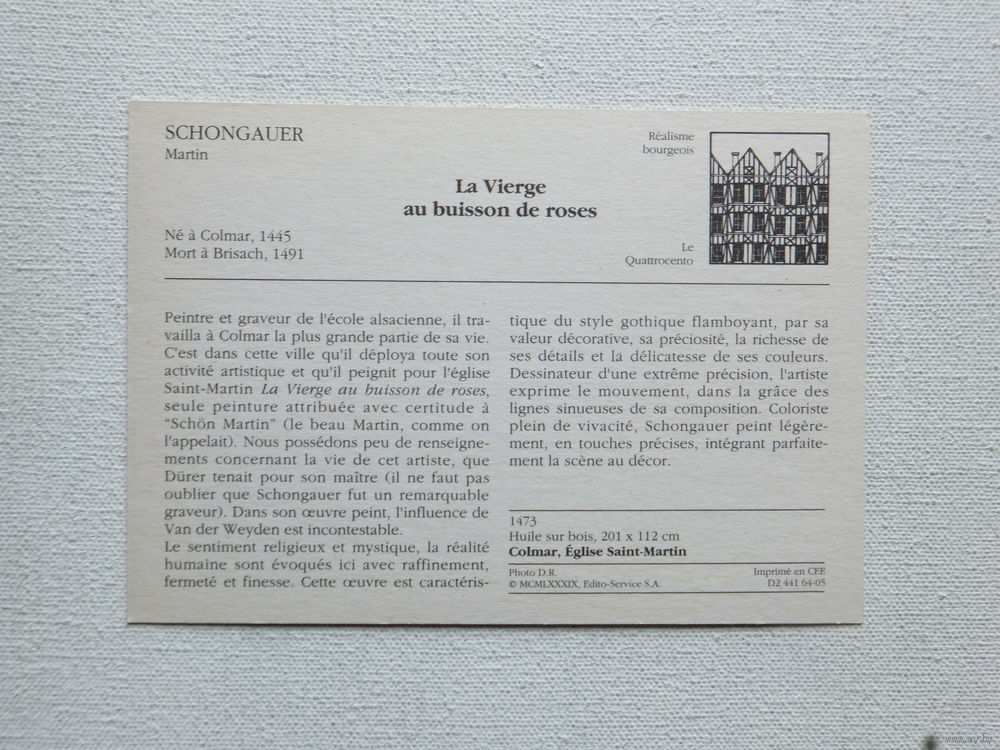 SCHONGAUER
Martin
Réalisme
bourgeois
La Vierge
au buisson de roses
Né à Colmar, 1445
Mort à Brisach, 1491
Le
Quattrocento
Peintre et graveur de l'école alsacienne, il tra-
vailla à Colmar la plus grande partie de sa vie.
C'est dans cette ville qu'il déploya toute son
activité artistique et qu'il peignit pour l'église
Saint-Martin La Vierge au buisson de roses,
seule peinture attribuée avec certitude à
"Schön Martin" (le beau Martin, comme on
l'appelait). Nous possédons peu de renseigne-
ments concernant la vie de cet artiste, que
Dürer tenait pour son maître (il ne faut pas
oublier que Schongauer fut un remarquable
graveur). Dans son œuvre peint, l'influence de
Van der Weyden est incontestable.
Le sentiment religieux et mystique, la réalité
humaine sont évoqués ici avec raffinement,
fermeté et finesse. Cette œuvre est caractéris-
tique du style gothique flamboyant, par sa
valeur décorative, sa préciosité, la richesse de
ses détails et la délicatesse de ses couleurs.
Dessinateur d'une extrême précision, l'artiste
exprime le mouvement, dans la grâce des
lignes sinueuses de sa composition. Coloriste
plein de vivacité, Schongauer peint légère-
ment, en touches précises, intégrant parfaite-
ment la scène au décor.
1473
Huile sur bois, 201 x 112 cm
Colmar, Église Saint-Martin
Photo D.R.
© MCMLXXXIX, Edito-Service S.A.
Imprimé en CEE
D2 441 64-05
www.ay.by